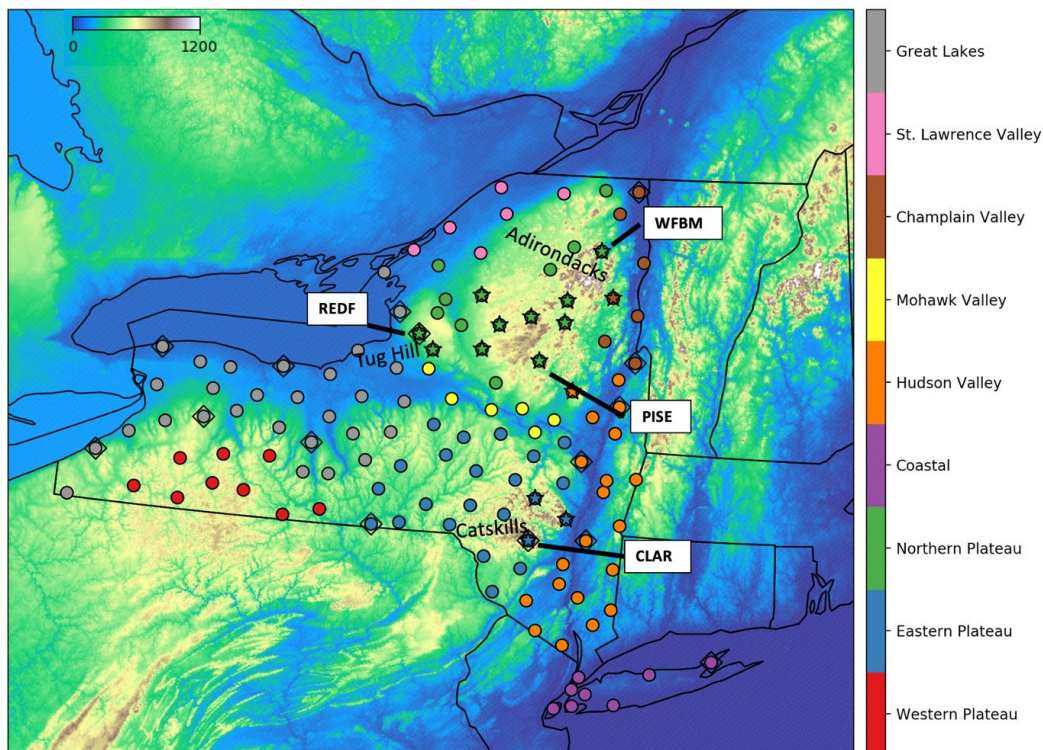 0 1200
Great Lakes
St. Lawrence Valley
Champlain Valley
Mohawk Valley
Hudson Valley
Coastal
Northern Plateau
Eastern Plateau
Western Plateau
WFBM
Adirondacks
REDF
Tug Hill
PISE
Catskills
CLAR